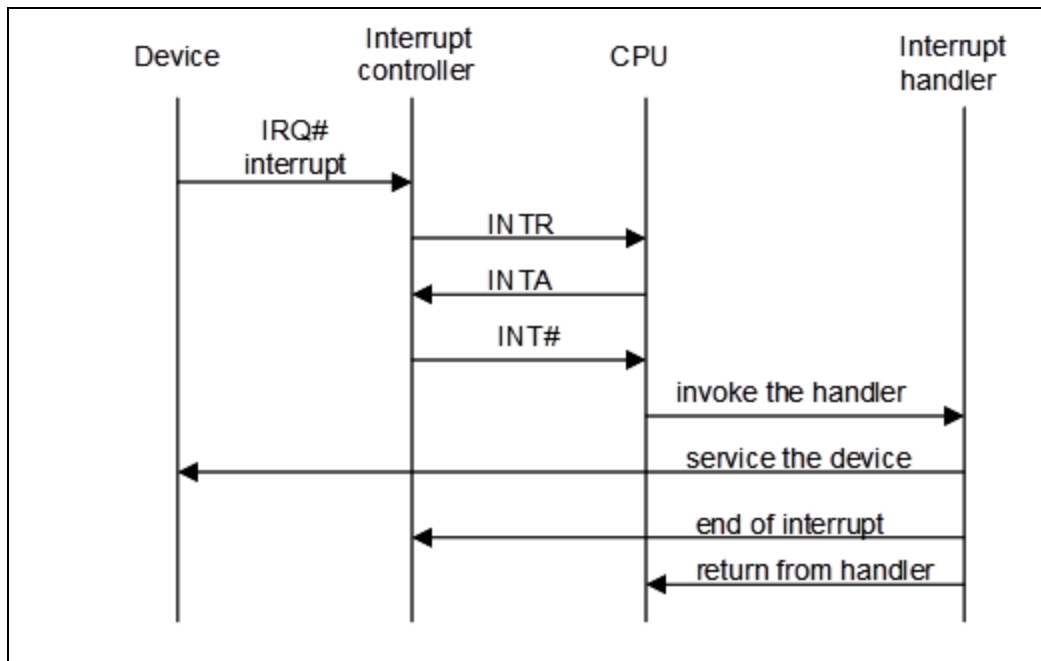 Device
Interrupt
controller
CPU
Interrupt
handler
IRQ#
interrupt
INTR
INTA
INT#
invoke the handler
service the device
end of interrupt
return from handler